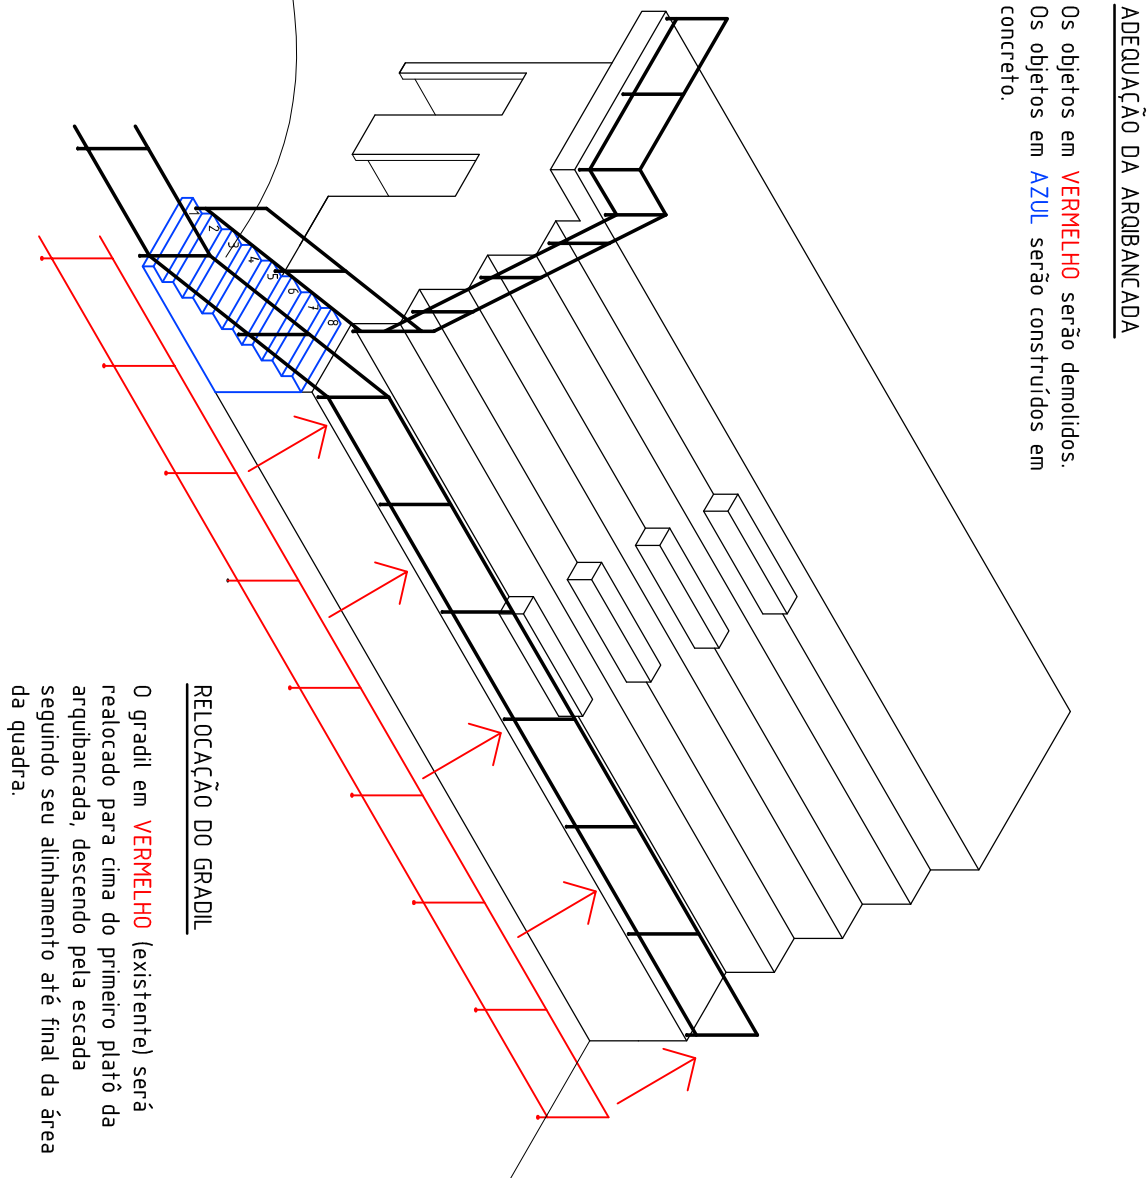 ADEQUAÇÃO DA ARQIBANCADA
Os objetos em VERMELHO serão demolidos.
Os objetos em AZUL serão construídos em
concreto.
1
2
3
4
5
6
7
8
RELOCAÇÃO DO GRADIL
O gradil em VERMELHO (existente) será
realocado para cima do primeiro platô da
arquibancada, descendo pela escada
seguindo seu alinhamento até final da área
da quadra.